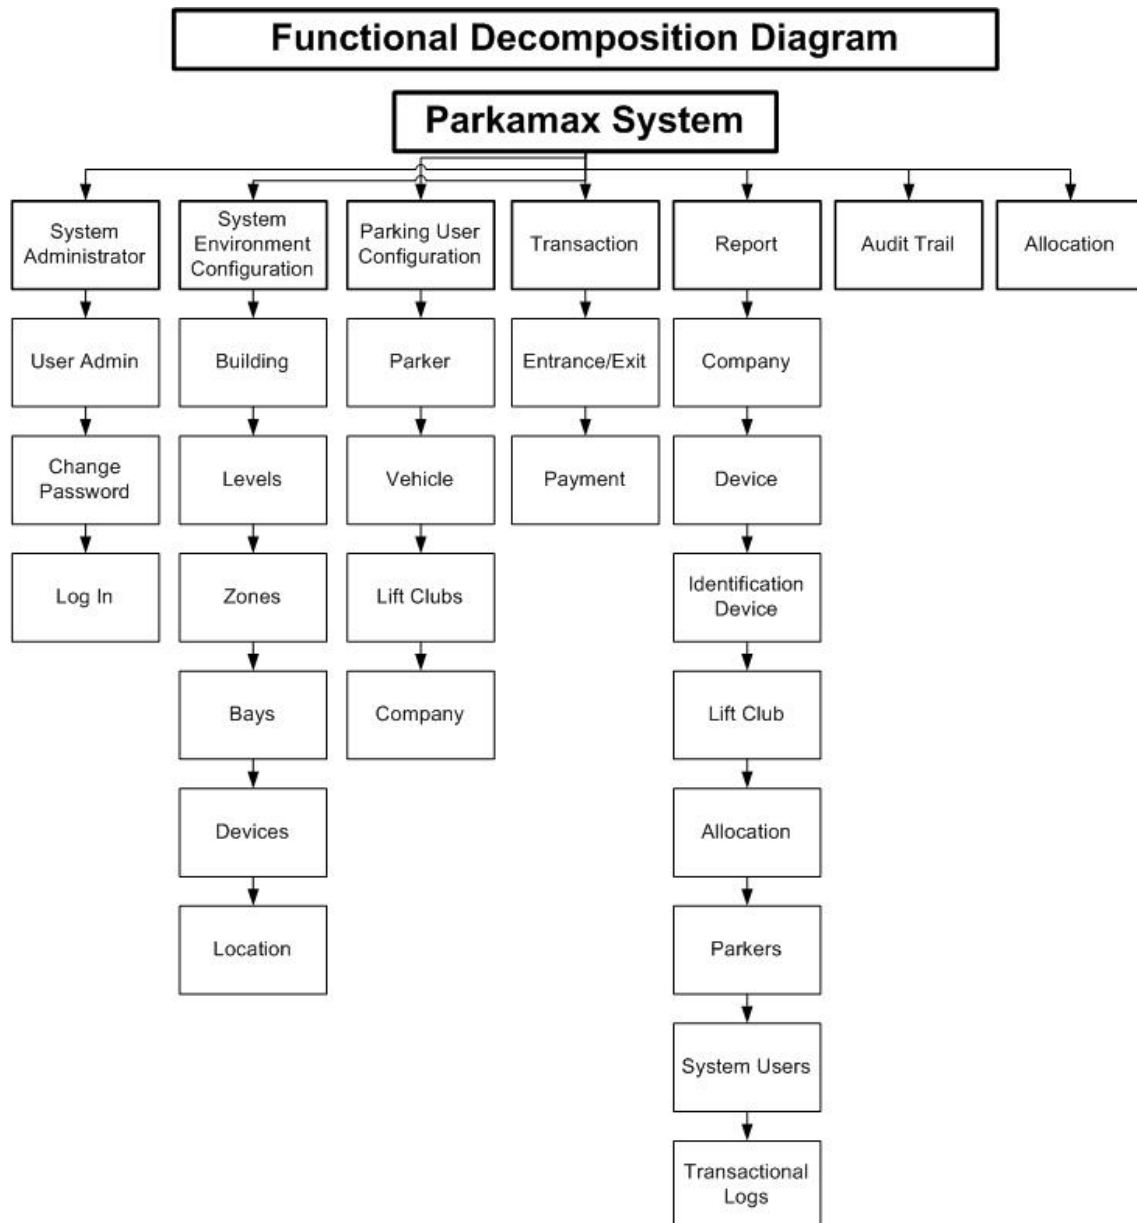 Functional Decomposition Diagram
Parkamax System
System
Administrator
System
Environment
Configuration
Parking User
Configuration
Transaction
Report
Audit Trail
Allocation
User Admin
Building
Parker
Entrance/Exit
Company
Change
Password
Levels
Vehicle
Payment
Device
Log In
Zones
Lift Clubs
Identification
Device
Bays
Company
Lift Club
Devices
Allocation
Location
Parkers
System Users
Transactional
Logs